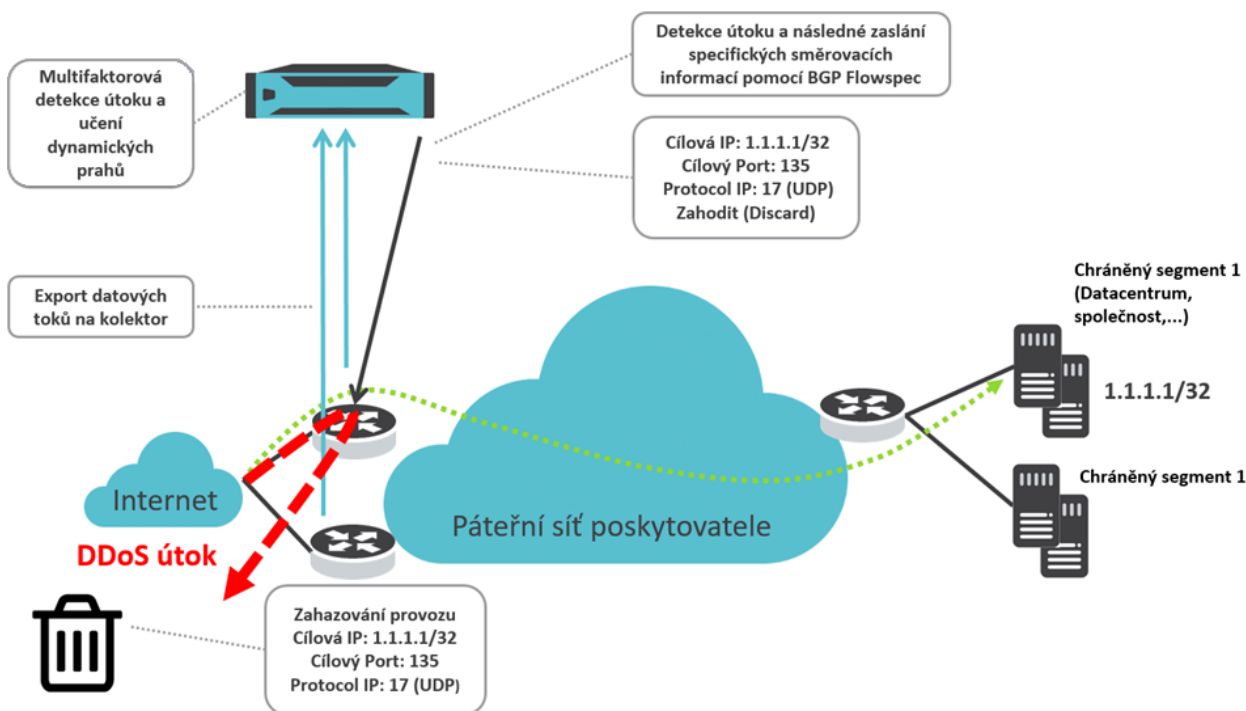 Detekce útoku a následné zaslání
specifických směrovacích
informací pomocí BGP Flowspec
Multifaktorová
detekce útoku a
učení
dynamických
prahů
Cílová IP: 1.1.1.1/32
Cílový Port: 135
Protocol IP: 17 (UDP)
Zahodit (Discard)
Export datových
toků na kolektor
Chráněný segment 1
(Datacentrum,
společnost,...)
1.1.1.1/32
Chráněný segment 1
Internet
Páteřní síť poskytovatele
DDoS útok
Zahazování provozu
Cílová IP: 1.1.1.1/32
Cílový Port: 135
Protocol IP: 17 (UDP)